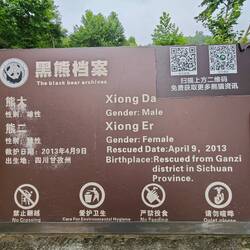 黑熊档案
The black bear archives
扫描上方二维码
免费获取更多熊猫资讯
熊大
性别：雄性
Xiong Da
Gender: Male
熊二
性别：雌性
救护日期：2013年4月9日
出生地：四川甘孜州
Xiong Er
Gender: Female
Rescued Date:April 9，2013
Birthplace:Rescued from Ganzi
district in Sichuan
Province.
禁止翻越
No Crossing
爱护卫生
Care For Environmental Hygiene
严禁投食
No Feeding
请勿喧哗
Quiet please